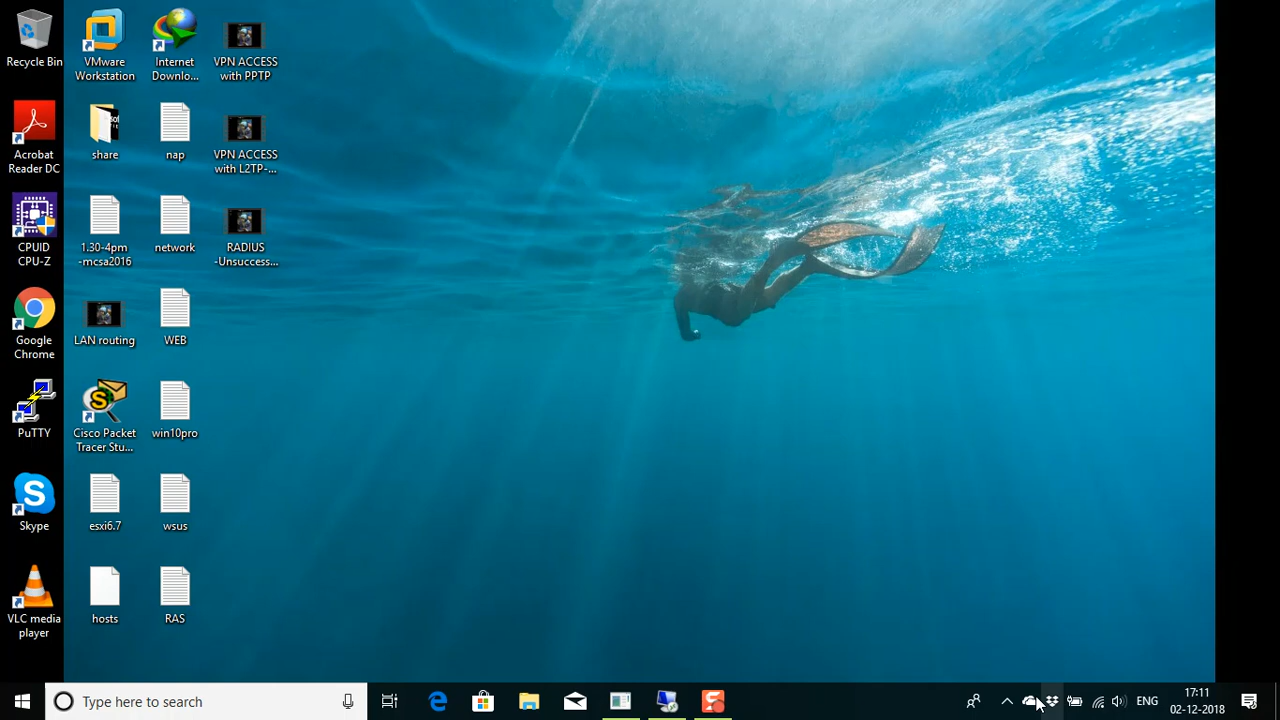 Recycle Bin
VMware
Workstation
Internet
Downlo...
VPN ACCESS
with PPTP
Acrobat
Reader DC
share
nap
VPN ACCESS
with L2TP-...
CPUID
CPU-Z
1.30-4pm
-mcsa2016
network
RADIUS
-Unsuccess...
Google
Chrome
LAN routing
WEB
PuTTY
Cisco Packet
Tracer Stu...
win10pro
Skype
esxi6.7
wsus
VLC media
player
hosts
RAS
Type here to search
ENG
17:11
02-12-2018